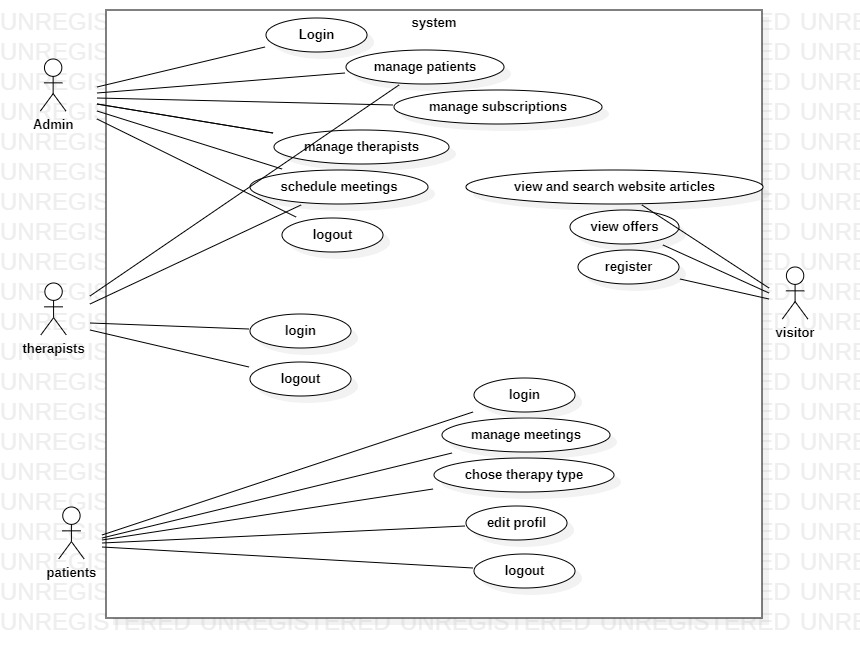 system
Login
manage patients
manage subscriptions
Admin
manage therapists
schedule meetings
view and search website articles
view offers
logout
register
login
visitor
therapists
logout
login
manage meetings
chose therapy type
edit profil
patients
logout
UNREGISTERED UNREGISTERED UNREGISTERED UNREGISTERED